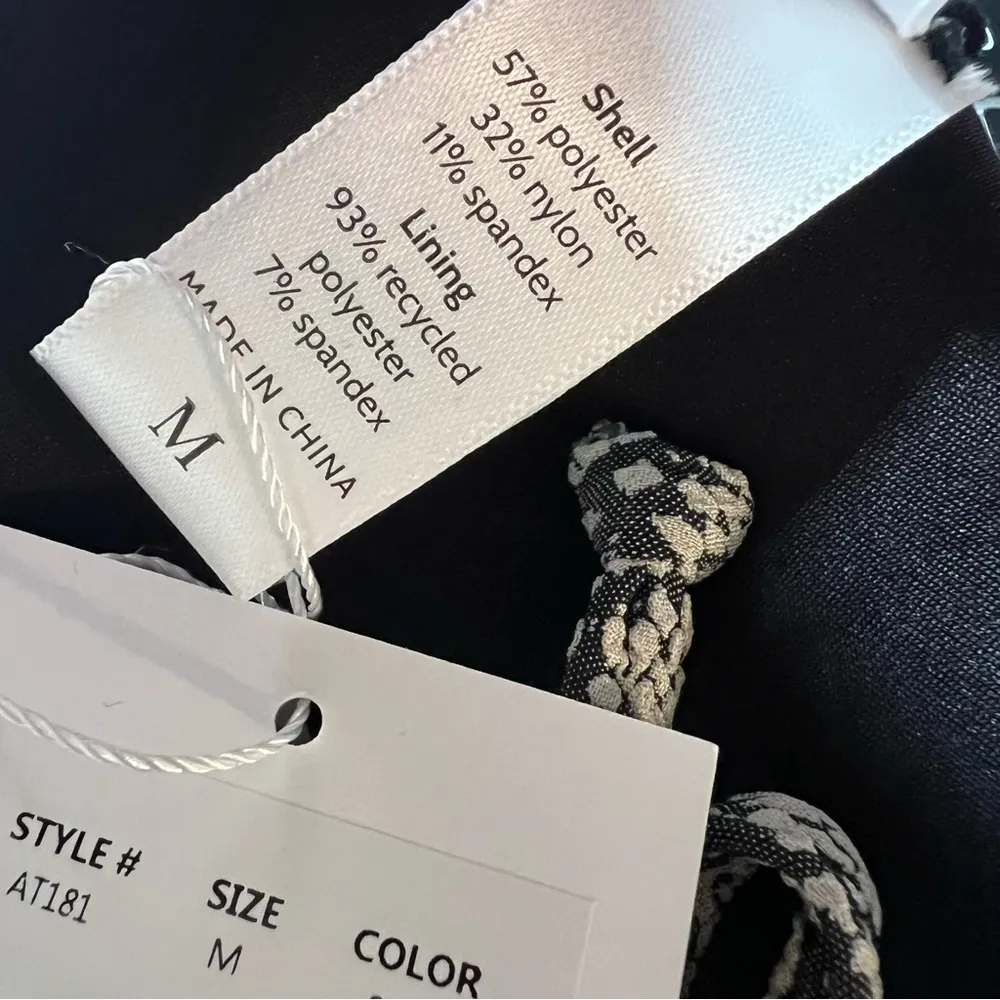 Shell
57% polyester
32% nylon
11% spandex
Lining
93% recycled
polyester
7% spandex
MADE IN CHINA
M
STYLE #
AT181
SIZE
M
COLOR